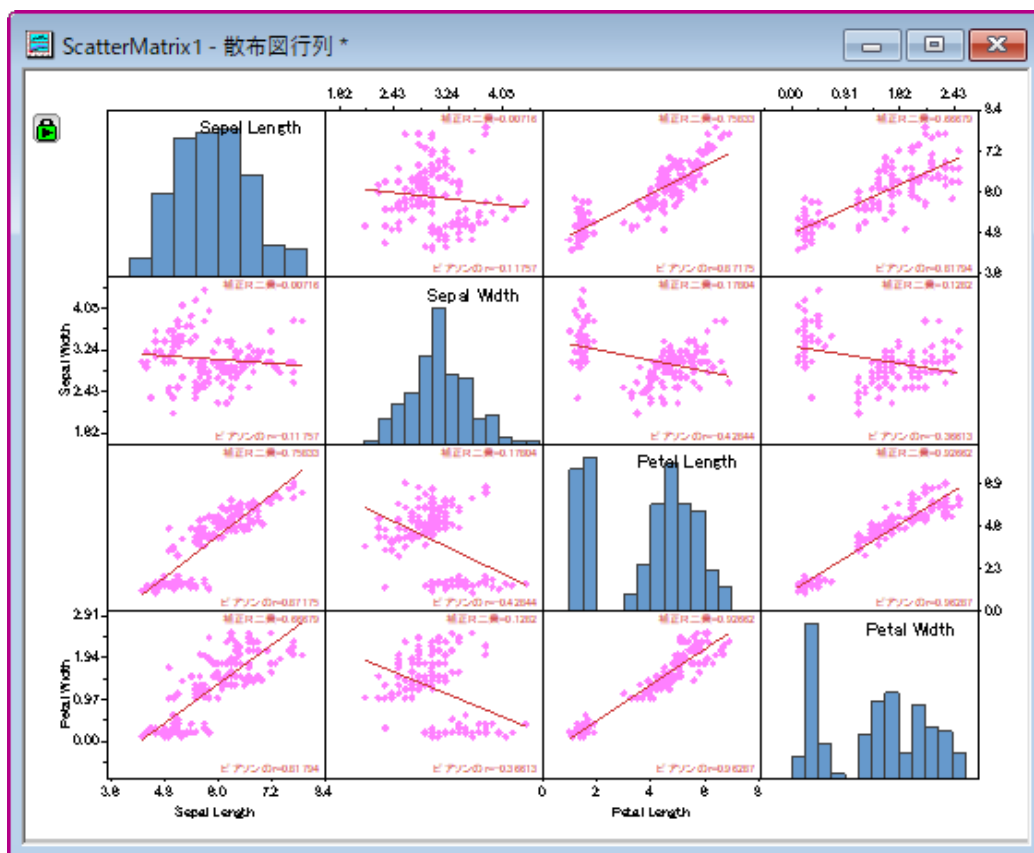 ScatterMatrix1 - 散布図行列 *
1.62 2.43 3.24 4.05
0.00 0.81 1.62 2.43
Sepal Length
補正R二乗=0.00716
補正R二乗=0.75833
補正R二乗=0.66679
8.4
7.2
6.0
4.8
3.6
ピアソンのr=-0.11757
ピアソンのr=0.87175
ピアソンのr=0.81794
補正R二乗=0.00716
Sepal Width
補正R二乗=0.17804
補正R二乗=0.1282
4.05
3.24
2.43
1.62
Sepal Width
ピアソンのr=-0.11757
ピアソンのr=-0.42844
ピアソンのr=-0.36613
補正R二乗=0.75833
補正R二乗=0.17804
Petal Length
補正R二乗=0.92662
6.9
4.6
2.3
0.0
ピアソンのr=0.87175
ピアソンのr=-0.42844
ピアソンのr=0.96287
補正R二乗=0.66679
補正R二乗=0.1282
補正R二乗=0.92662
Petal Width
2.91
1.94
0.97
0.00
Petal Width
ピアソンのr=0.81794
ピアソンのr=-0.36613
ピアソンのr=0.96287
3.6 4.8 6.0 7.2 8.4
0 2 4 6 8
Sepal Length
Petal Length